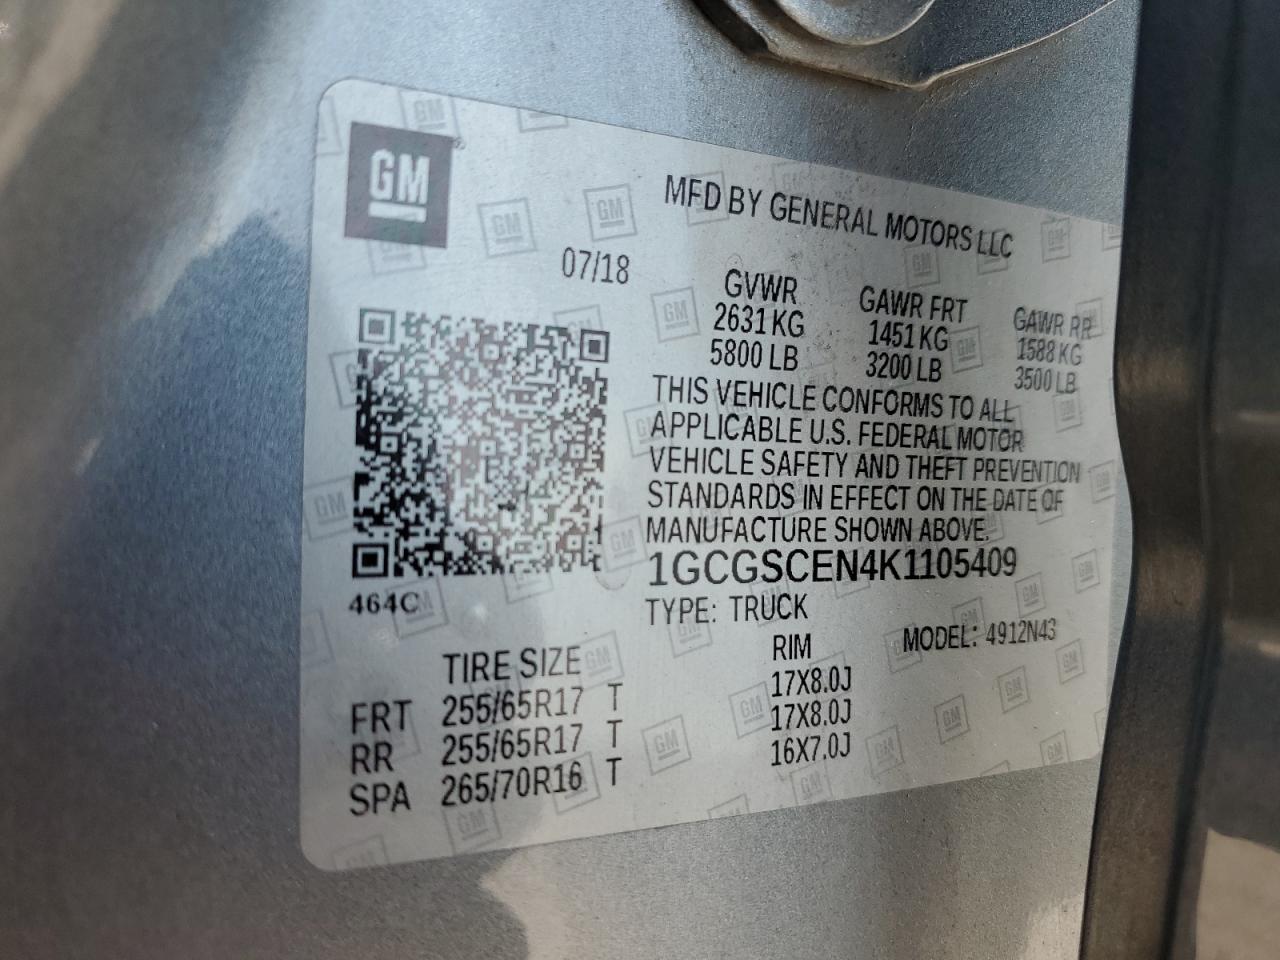 GM
MFD BY GENERAL MOTORS LLC
07/18
GVWR GAWR FRT GAWR RR
2631 KG 1451 KG 1588 KG
5800 LB 3200 LB 3500 LB
THIS VEHICLE CONFORMS TO ALL
APPLICABLE U.S. FEDERAL MOTOR
VEHICLE SAFETY AND THEFT PREVENTION
STANDARDS IN EFFECT ON THE DATE OF
MANUFACTURE SHOWN ABOVE.
1GCGSCEN4K1105409
464C
TYPE: TRUCK
MODEL: 4912N43
TIRE SIZE RIM
FRT 255/65R17 T 17X8.0J
RR 255/65R17 T 17X8.0J
SPA 265/70R16 T 16X7.0J